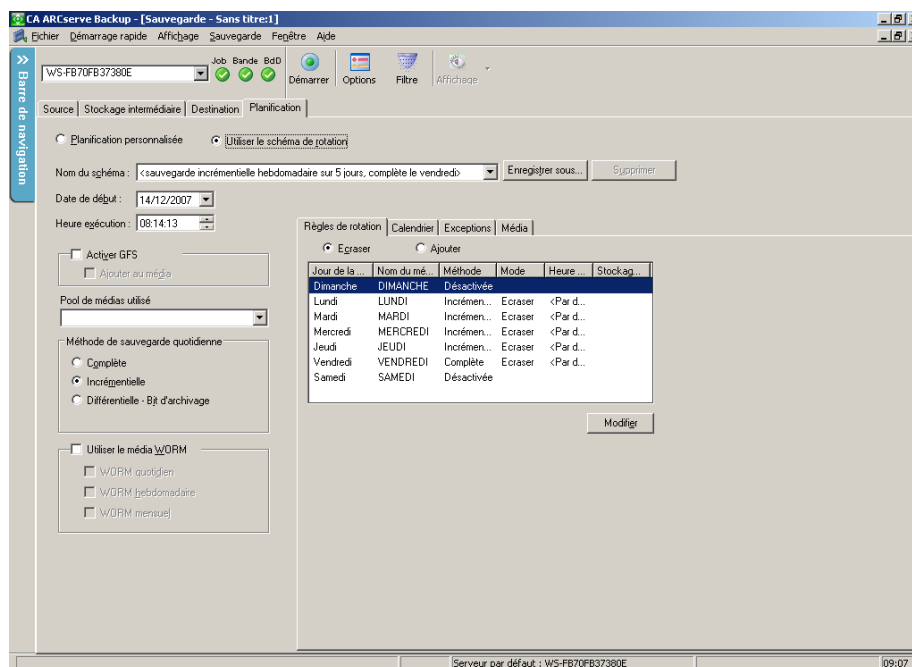 CA ARCserve Backup - [Sauvegarde - Sans titre:1]
Fichier Démarrage rapide Affichage Sauvegarde Fenêtre Aide
Barre de navigation
WS-FB70FB37380E
Job Bande BdD
Démarrer Options Filtre Affichage
Source Stockage intermédiaire Destination Planification
Planification personnalisée Utiliser le schéma de rotation
Nom du schéma : <sauvegarde incrémentielle hebdomadaire sur 5 jours, complète le vendredi> Enregistrer sous... Supprimer
Date de début : 14/12/2007
Heure exécution : 08:14:13
Activer GFS
Ajouter au média
Pool de médias utilisé
Méthode de sauvegarde quotidienne
Complète
Incrémentielle
Différentielle - Bit d'archivage
Utiliser le média WORM
WORM quotidien
WORM hebdomadaire
WORM mensuel
Règles de rotation Calendrier Exceptions Média
Ecraser Ajouter
Jour de la ... Nom du mé... Méthode Mode Heure ... Stockag...
Dimanche DIMANCHE Désactivée
Lundi LUNDI Incrémen... Ecraser <Par d...
Mardi MARDI Incrémen... Ecraser <Par d...
Mercredi MERCREDI Incrémen... Ecraser <Par d...
Jeudi JEUDI Incrémen... Ecraser <Par d...
Vendredi VENDREDI Complète Ecraser <Par d...
Samedi SAMEDI Désactivée
Modifier
Serveur par défaut : WS-FB70FB37380E 09:07